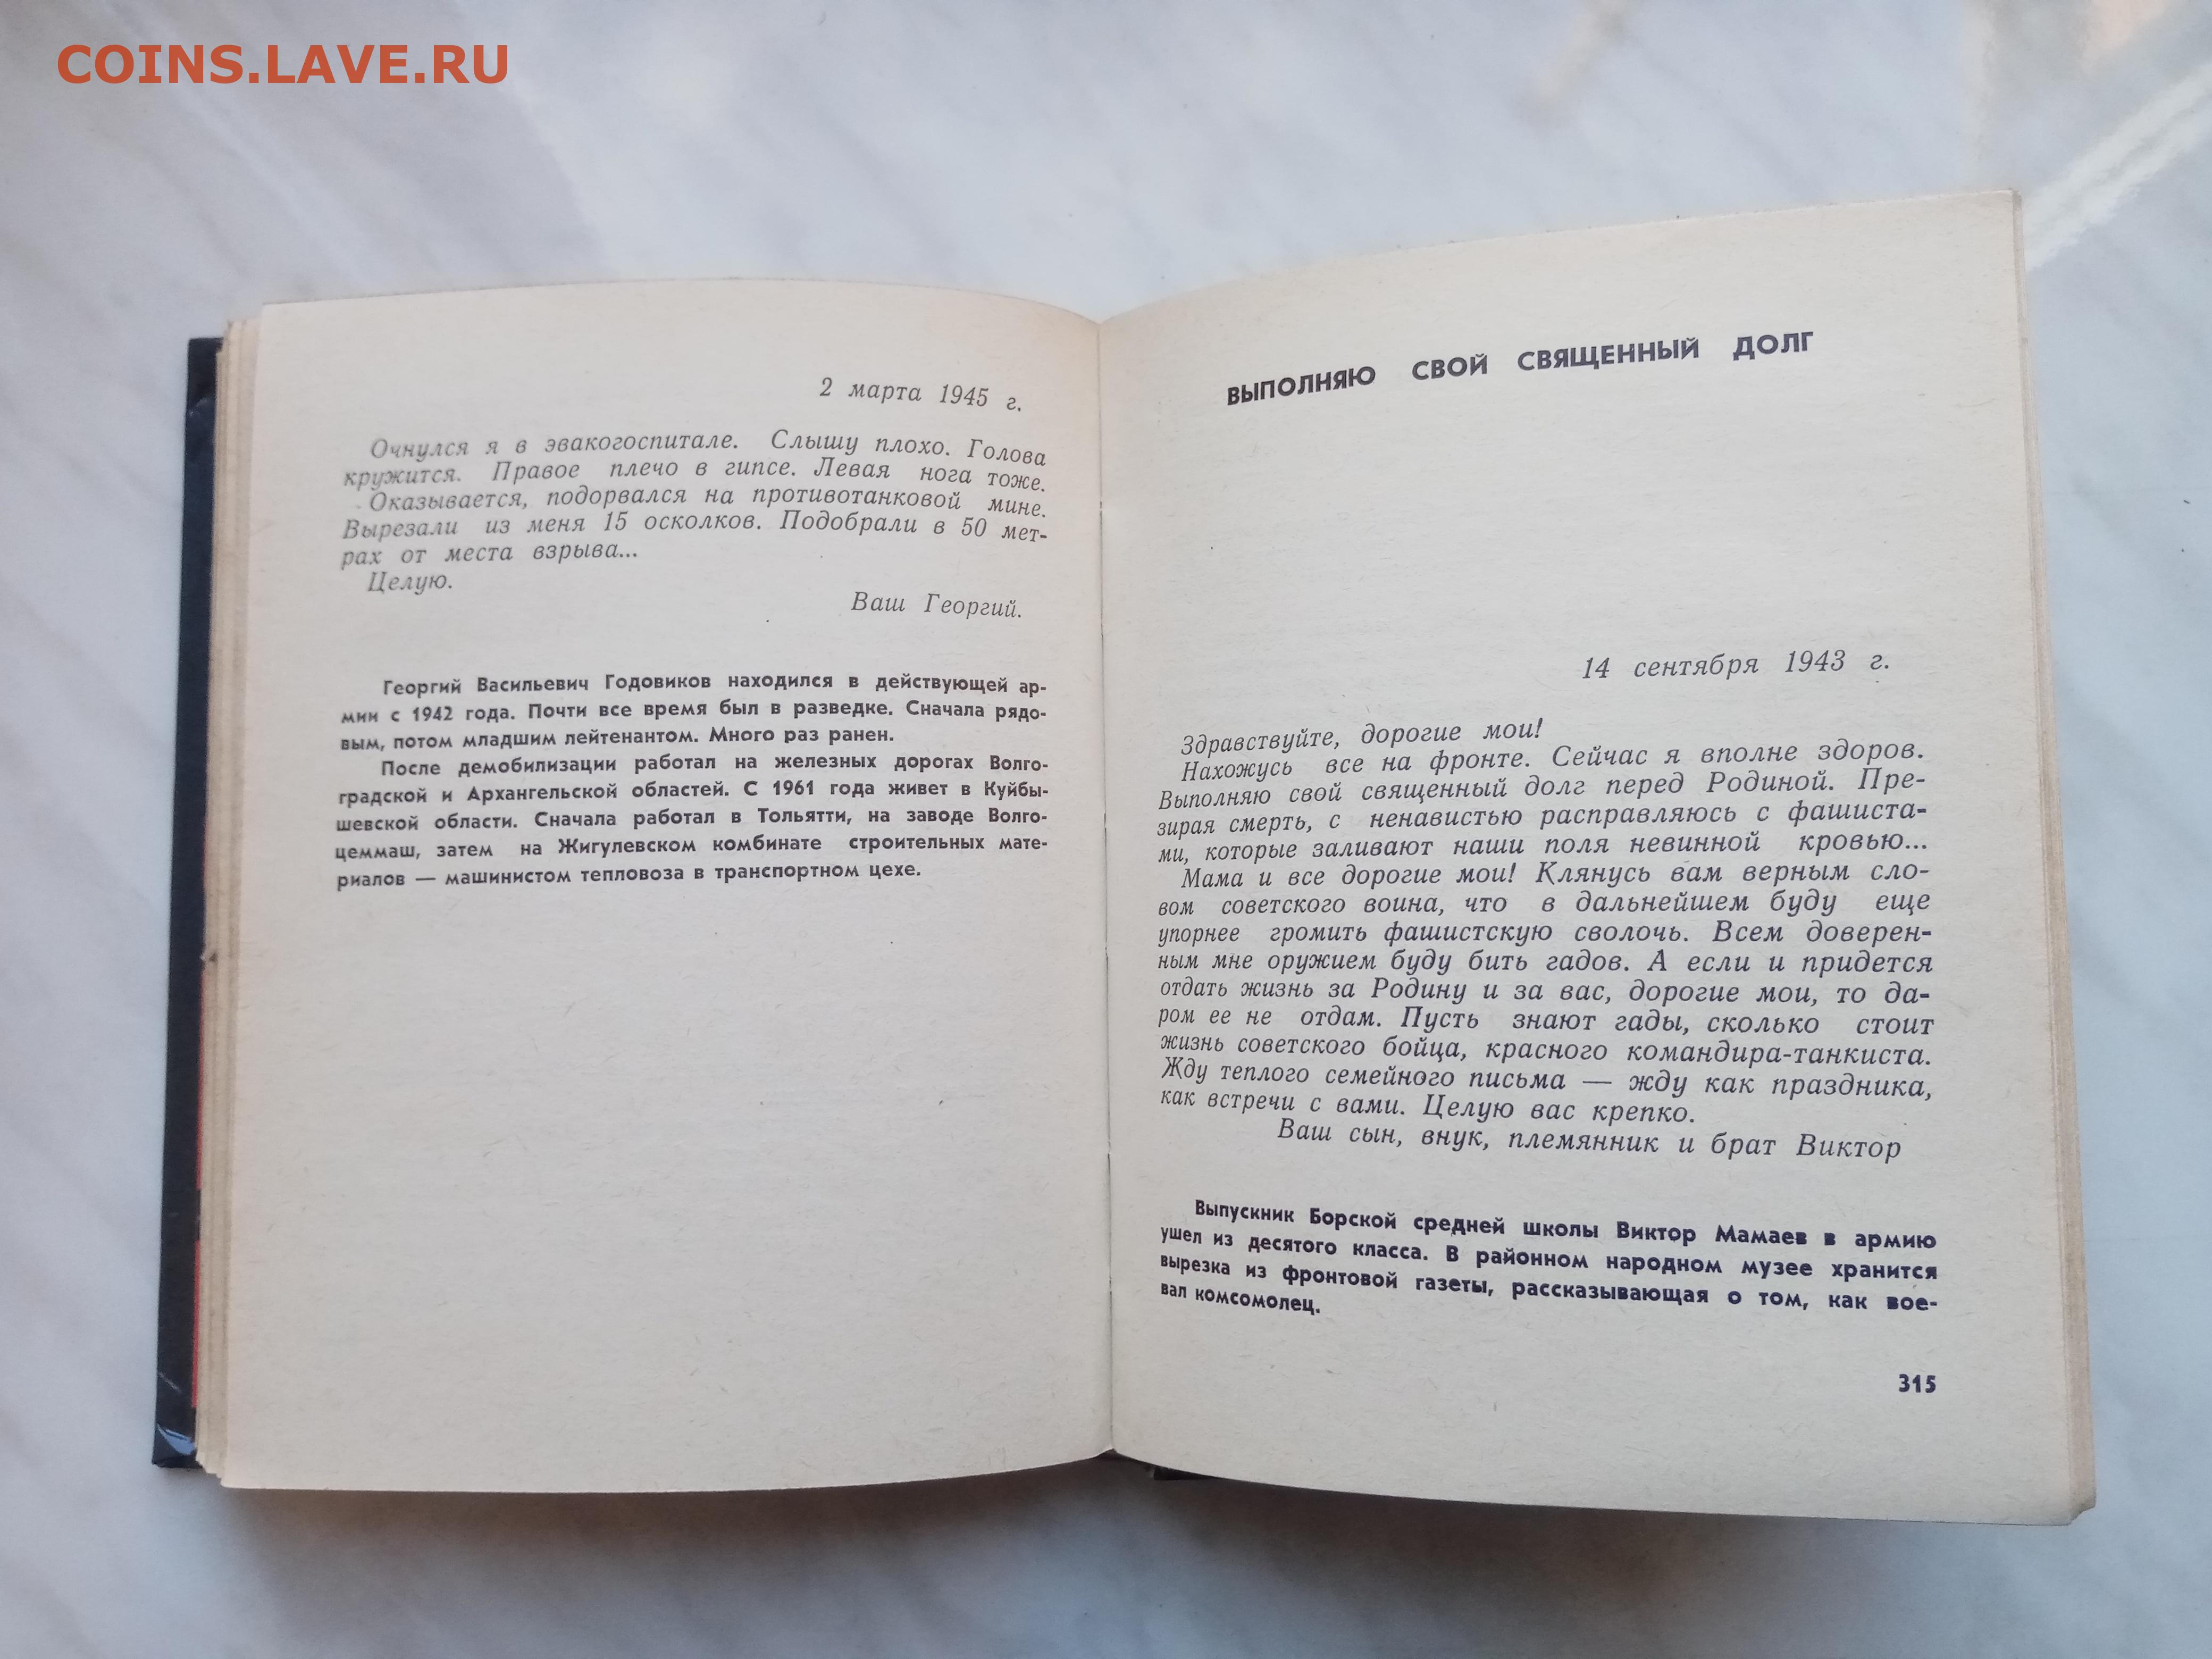 COINS.LAVE.RU
2 марта 1945 г.
Очнулся я в эвакогоспитале. Слышу плохо. Голова
кружится. Правое плечо в гипсе. Левая нога тоже.
Оказывается, подорвался на противотанковой мине.
Вырезали из меня 15 осколков. Подобрали в 50 мет-
рах от места взрыва...
Целую.
Ваш Георгий.
Георгий Васильевич Годовиков находился в действующей ар-
мии с 1942 года. Почти все время был в разведке. Сначала рядо-
вым, потом младшим лейтенантом. Много раз ранен.
После демобилизации работал на железных дорогах Волго-
градской и Архангельской областей. С 1961 года живет в Куйбы-
шевской области. Сначала работал в Тольятти, на заводе Волго-
цеммаш, затем на Жигулевском комбинате строительных мате-
риалов — машинистом тепловоза в транспортном цехе.
ВЫПОЛНЯЮ СВОЙ СВЯЩЕННЫЙ ДОЛГ
14 сентября 1943 г.
Здравствуйте, дорогие мои!
Нахожусь все на фронте. Сейчас я вполне здоров.
Выполняю свой священный долг перед Родиной. Пре-
зирая смерть, с ненавистью расправляюсь с фашиста-
ми, которые заливают наши поля невинной кровью...
Мама и все дорогие мои! Клянусь вам верным сло-
вом советского воина, что в дальнейшем буду еще
упорнее громить фашистскую сволочь. Всем доверен-
ным мне оружием буду бить гадов. А если и придется
отдать жизнь за Родину и за вас, дорогие мои, то да-
ром ее не отдам. Пусть знают гады, сколько стоит
жизнь советского бойца, красного командира-танкиста.
Жду теплого семейного письма — жду как праздника,
как встречи с вами. Целую вас крепко.
Ваш сын, внук, племянник и брат Виктор
Выпускник Борской средней школы Виктор Мамаев в армию
ушел из десятого класса. В районном народном музее хранится
вырезка из фронтовой газеты, рассказывающая о том, как вое-
вал комсомолец.
315